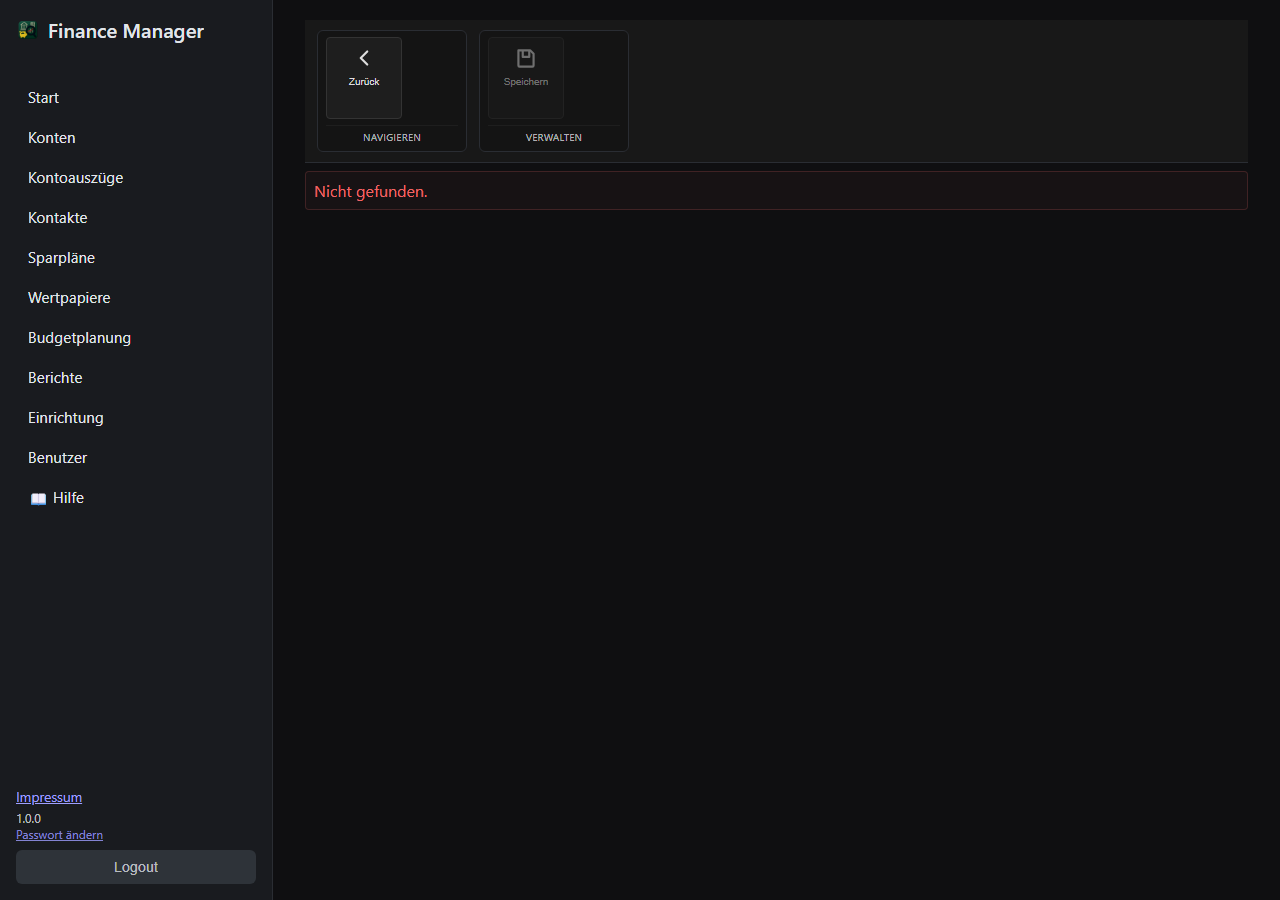 Finance Manager
Start
Konten
Kontoauszüge
Kontakte
Sparpläne
Wertpapiere
Budgetplanung
Berichte
Einrichtung
Benutzer
Hilfe
Impressum
1.0.0
Passwort ändern
Logout
Zurück
NAVIGIEREN
Speichern
VERWALTEN
Nicht gefunden.